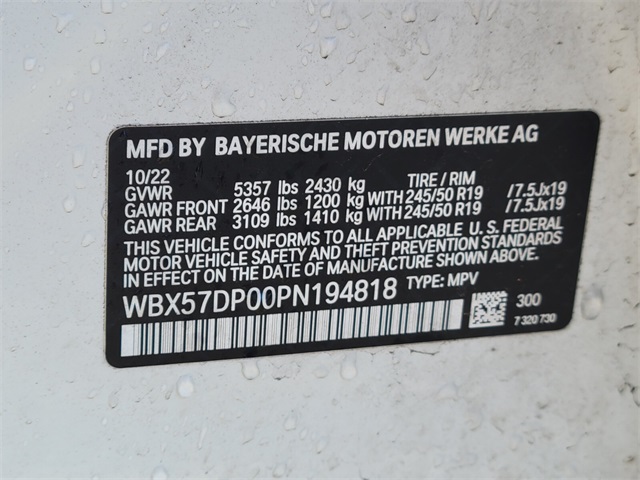 MFD BY BAYERISCHE MOTOREN WERKE AG
10/22
GVWR 5357 lbs 2430 kg TIRE / RIM
GAWR FRONT 2646 lbs 1200 kg WITH 245/50 R19 /7.5Jx19
GAWR REAR 3109 lbs 1410 kg WITH 245/50 R19 /7.5Jx19
THIS VEHICLE CONFORMS TO ALL APPLICABLE U. S. FEDERAL
MOTOR VEHICLE SAFETY AND THEFT PREVENTION STANDARDS
IN EFFECT ON THE DATE OF MANUFACTURE SHOWN ABOVE.
WBX57DP00PN194818 TYPE: MPV
300
7 320 730